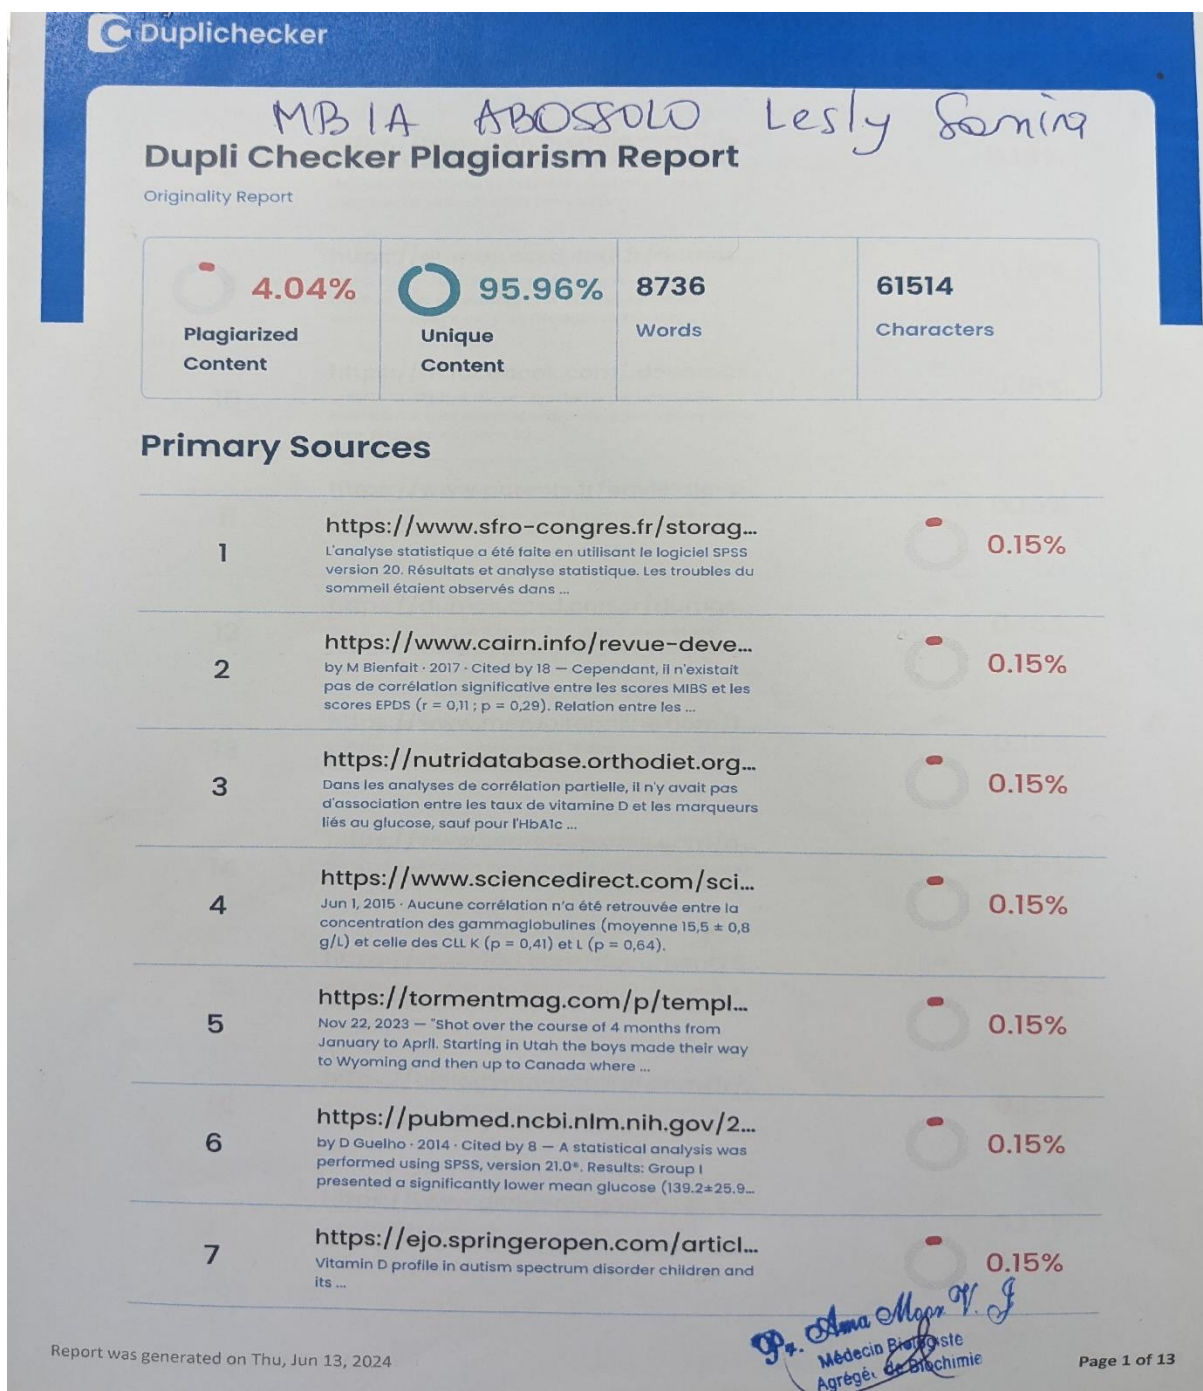 Duplichecker
MBIA ABOSSOLO Lesly Samira
Dupli Checker Plagiarism Report
Originality Report
4.04%
Plagiarized
Content
95.96%
Unique
Content
8736
Words
61514
Characters
Primary Sources
1
https://www.sfro-congres.fr/storag...
L'analyse statistique a été faite en utilisant le logiciel SPSS
version 20. Résultats et analyse statistique. Les troubles du
sommeil étaient observés dans ...
0.15%
2
https://www.cairn.info/revue-deve...
by M Bienfait · 2017 · Cited by 18 — Cependant, il n'existait
pas de corrélation significative entre les scores MIBS et les
scores EPDS (r = 0,11 ; p = 0,29). Relation entre les ...
0.15%
3
https://nutridatabase.orthodiet.org...
Dans les analyses de corrélation partielle, il n'y avait pas
d'association entre les taux de vitamine D et les marqueurs
liés au glucose, sauf pour l'HbA1c ...
0.15%
4
https://www.sciencedirect.com/sci...
Jun 1, 2015 · Aucune corrélation n'a été retrouvée entre la
concentration des gammaglobulines (moyenne 15,5 ± 0,8
g/L) et celle des CLL K (p = 0,41) et L (p = 0,64).
0.15%
5
https://tormentmag.com/p/templ...
Nov 22, 2023 — "Shot over the course of 4 months from
January to April. Starting in Utah the boys made their way
to Wyoming and then up to Canada where ...
0.15%
6
https://pubmed.ncbi.nlm.nih.gov/2...
by D Guelho · 2014 · Cited by 8 — A statistical analysis was
performed using SPSS, version 21.0®. Results: Group I
presented a significantly lower mean glucose (139.2±25.9...
0.15%
7
https://ejo.springeropen.com/articl...
Vitamin D profile in autism spectrum disorder children and
its ...
0.15%
Pr. Ama Moor V. J
Médecin Biologiste
Agrégé de Biochimie
Report was generated on Thu, Jun 13, 2024
Page 1 of 13